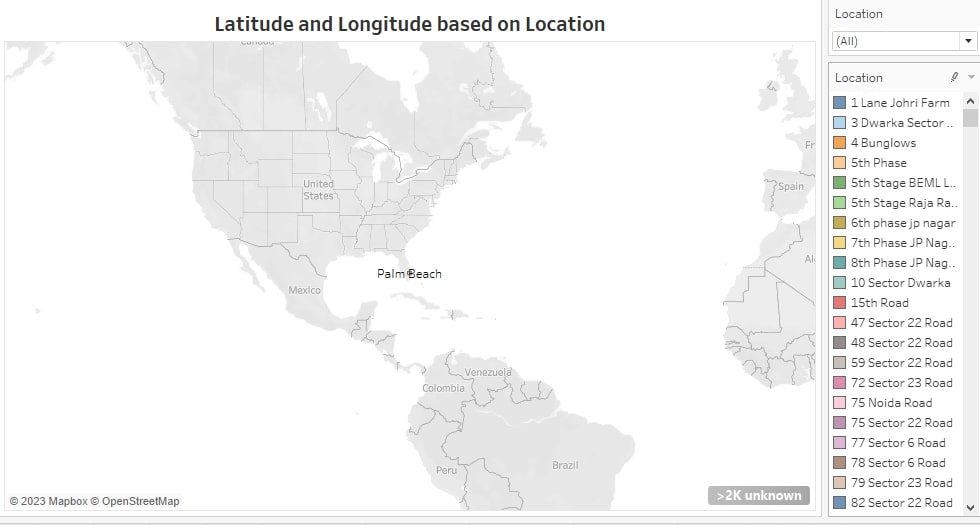 Latitude and Longitude based on Location
Canada
United
States
Mexico
Palm Beach
Venezuela
Colombia
Peru
Brazil
Fr
Spain
Al
© 2023 Mapbox © OpenStreetMap
>2K unknown
Location
(All)
Location
1 Lane Johri Farm
3 Dwarka Sector ..
4 Bunglows
5th Phase
5th Stage BEML L..
5th Stage Raja Ra..
6th phase jp nagar
7th Phase JP Nag..
8th Phase JP Nag..
10 Sector Dwarka
15th Road
47 Sector 22 Road
48 Sector 22 Road
59 Sector 22 Road
72 Sector 23 Road
75 Noida Road
75 Sector 22 Road
77 Sector 6 Road
78 Sector 6 Road
79 Sector 23 Road
82 Sector 22 Road